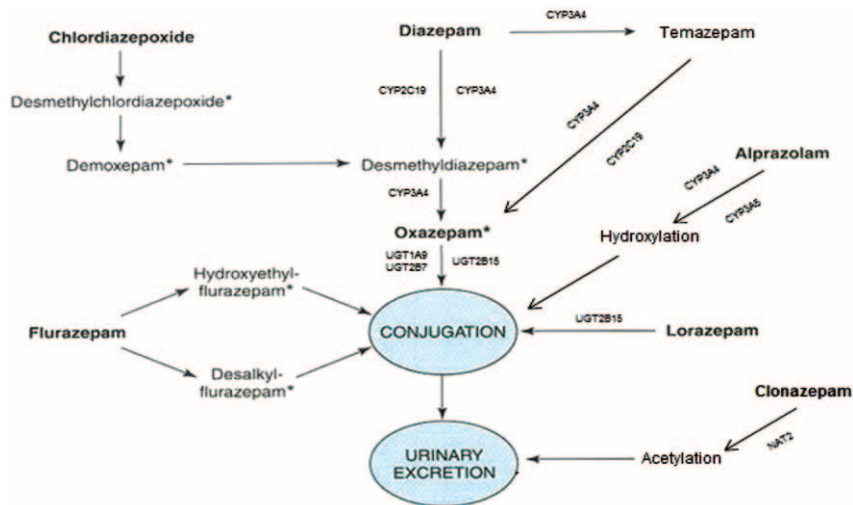 CYP3A4
Chlordiazepoxide
Diazepam
Temazepam
CYP2C19
CYP3A4
Desmethylchlordiazepoxide*
CYP3A4
CYP2C19
Demoxepam*
Desmethyldiazepam*
Alprazolam
CYP3A4
CYP3A4
CYP3A5
Oxazepam*
Hydroxylation
UGT1A9
UGT2B7
UGT2B15
Hydroxyethyl-
flurazepam*
Flurazepam
CONJUGATION
UGT2B15
Lorazepam
Desalkyl-
flurazepam*
Clonazepam
NAT2
URINARY
EXCRETION
Acetylation